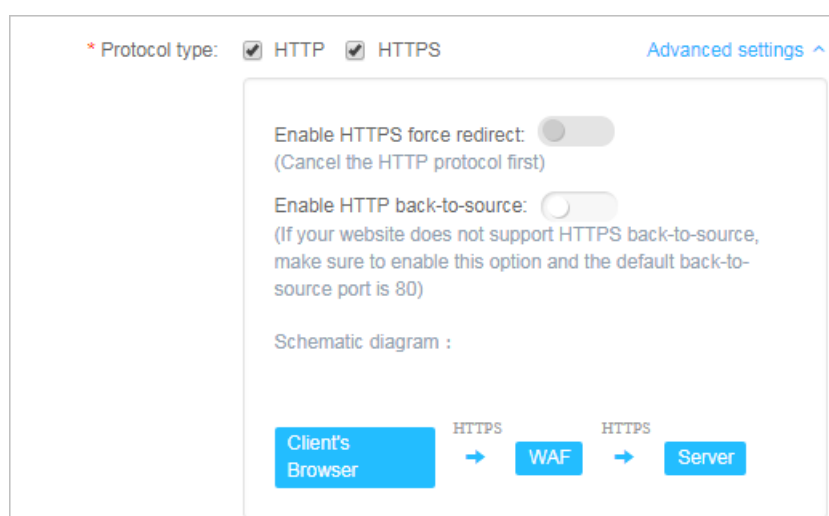 * Protocol type: HTTP HTTPS Advanced settings
Enable HTTPS force redirect:
(Cancel the HTTP protocol first)
Enable HTTP back-to-source:
(If your website does not support HTTPS back-to-source,
make sure to enable this option and the default back-to-
source port is 80)
Schematic diagram :
HTTPS HTTPS
Client's
Browser
WAF Server